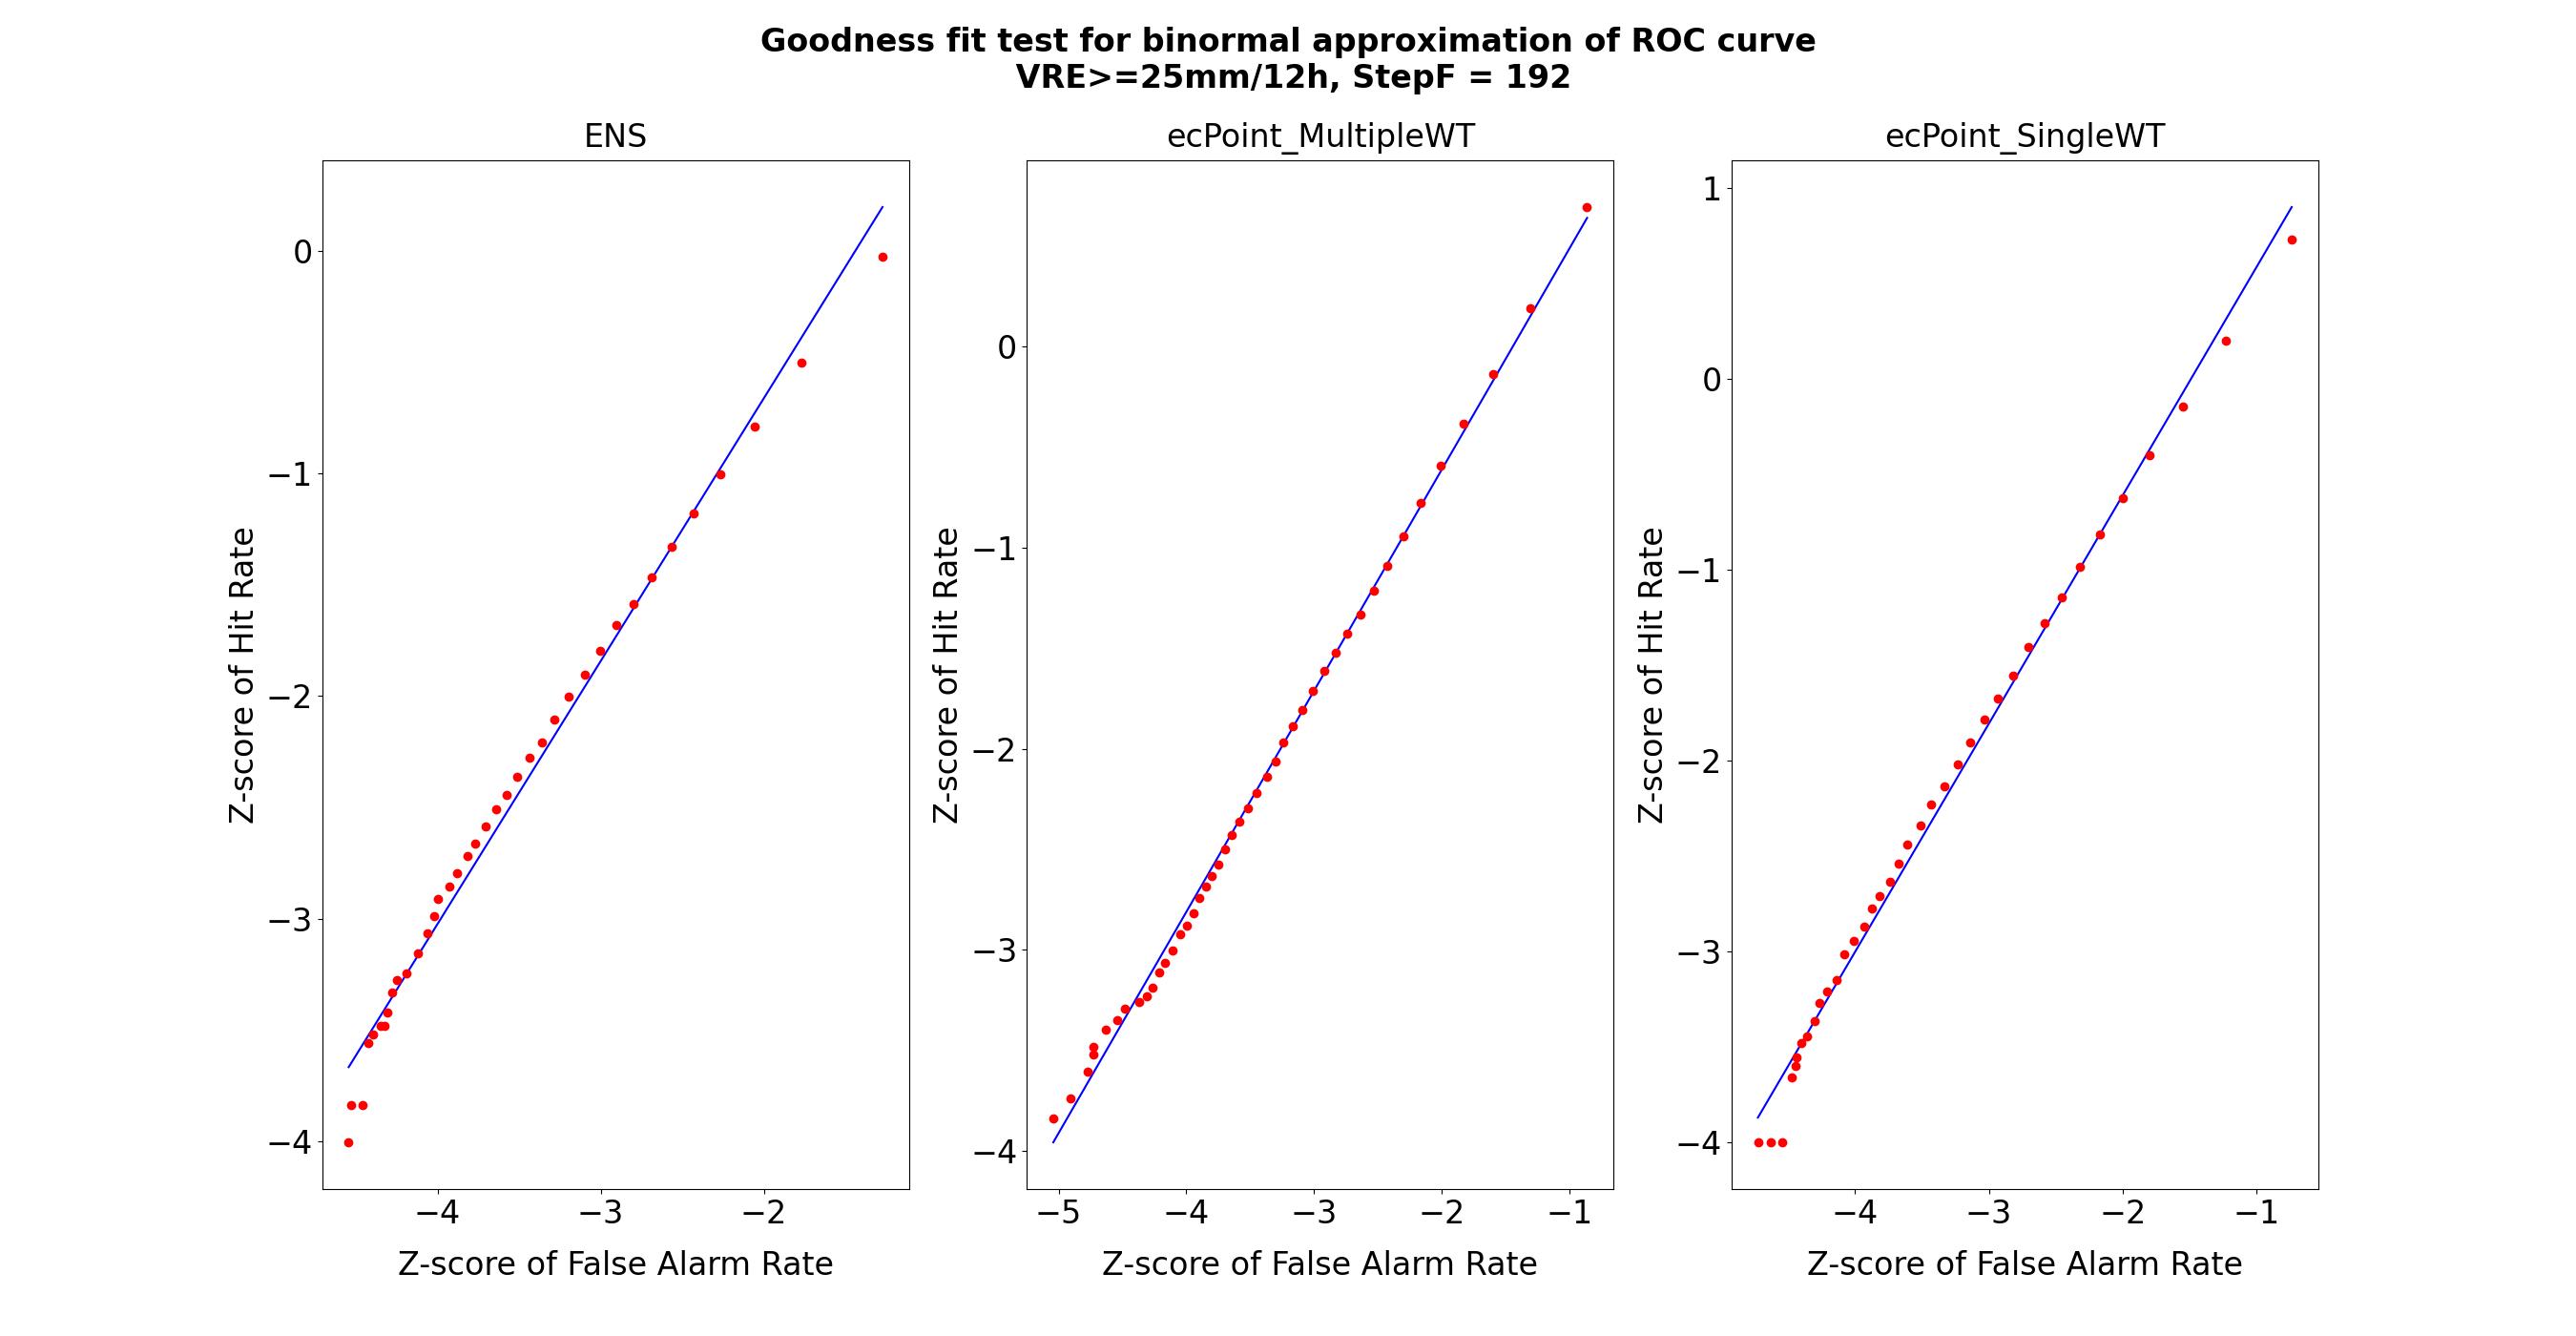 Goodness fit test for binormal approximation of ROC curve
VRE>=25mm/12h, StepF = 192
ENS
0
−1
−2
−3
−4
−4 −3 −2
Z-score of Hit Rate
Z-score of False Alarm Rate
ecPoint_MultipleWT
0
−1
−2
−3
−4
−5 −4 −3 −2 −1
Z-score of Hit Rate
Z-score of False Alarm Rate
ecPoint_SingleWT
1
0
−1
−2
−3
−4
−4 −3 −2 −1
Z-score of Hit Rate
Z-score of False Alarm Rate